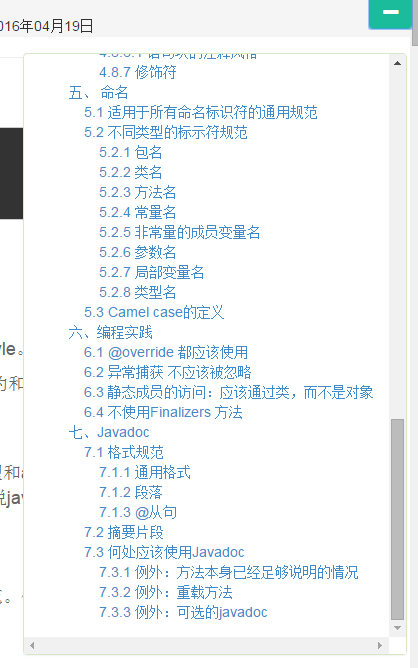 016年04月19日
4.8.7 修饰符
五、 命名
5.1 适用于所有命名标识符的通用规范
5.2 不同类型的标示符规范
5.2.1 包名
5.2.2 类名
5.2.3 方法名
5.2.4 常量名
5.2.5 非常量的成员变量名
5.2.6 参数名
5.2.7 局部变量名
5.2.8 类型名
5.3 Camel case的定义
六、编程实践
6.1 @override 都应该使用
6.2 异常捕获 不应该被忽略
6.3 静态成员的访问：应该通过类，而不是对象
6.4 不使用Finalizers 方法
七、Javadoc
7.1 格式规范
7.1.1 通用格式
7.1.2 段落
7.1.3 @从句
7.2 摘要片段
7.3 何处应该使用Javadoc
7.3.1 例外：方法本身已经足够说明的情况
7.3.2 例外：重载方法
7.3.3 例外：可选的javadoc